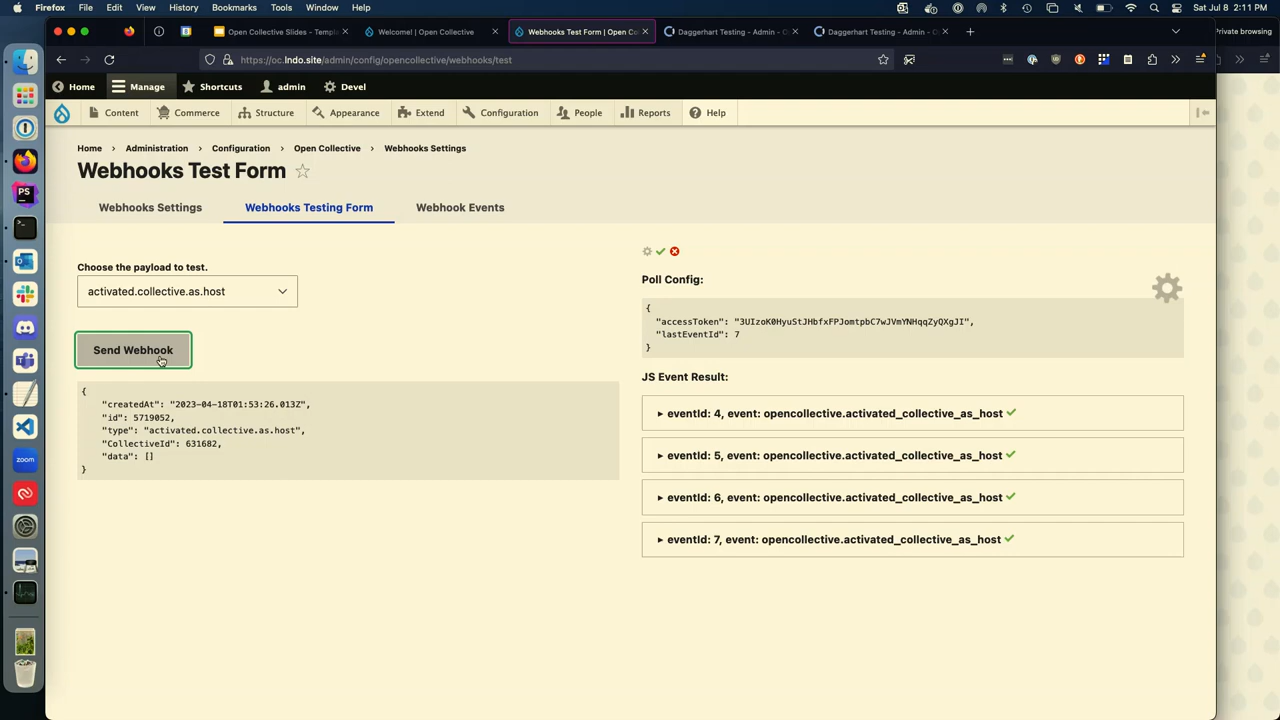 Firefox File Edit View History Bookmarks Tools Window Help
Sat Jul 8 2:11 PM
Open Collective Slides - Templa
Welcome! | Open Collective
Webhooks Test Form | Open Col
Daggerhart Testing - Admin - O
Daggerhart Testing - Admin - O
Private browsing
https://oc.lndo.site/admin/config/opencollective/webhooks/test
Home Manage Shortcuts admin Devel
Content Commerce Structure Appearance Extend Configuration People Reports Help
Home > Administration > Configuration > Open Collective > Webhooks Settings
Webhooks Test Form
Webhooks Settings Webhooks Testing Form Webhook Events
Choose the payload to test.
activated.collective.as.host
Send Webhook
{
"createdAt": "2023-04-18T01:53:26.013Z",
"id": 5719052,
"type": "activated.collective.as.host",
"CollectiveId": 631682,
"data": []
}
Poll Config:
{
"accessToken": "3UIzoK0HyuStJHbfxFPJomtpbC7wJVmYNHqqZyQXgJI",
"lastEventId": 7
}
JS Event Result:
eventId: 4, event: opencollective.activated_collective_as_host
eventId: 5, event: opencollective.activated_collective_as_host
eventId: 6, event: opencollective.activated_collective_as_host
eventId: 7, event: opencollective.activated_collective_as_host
PS
zoom